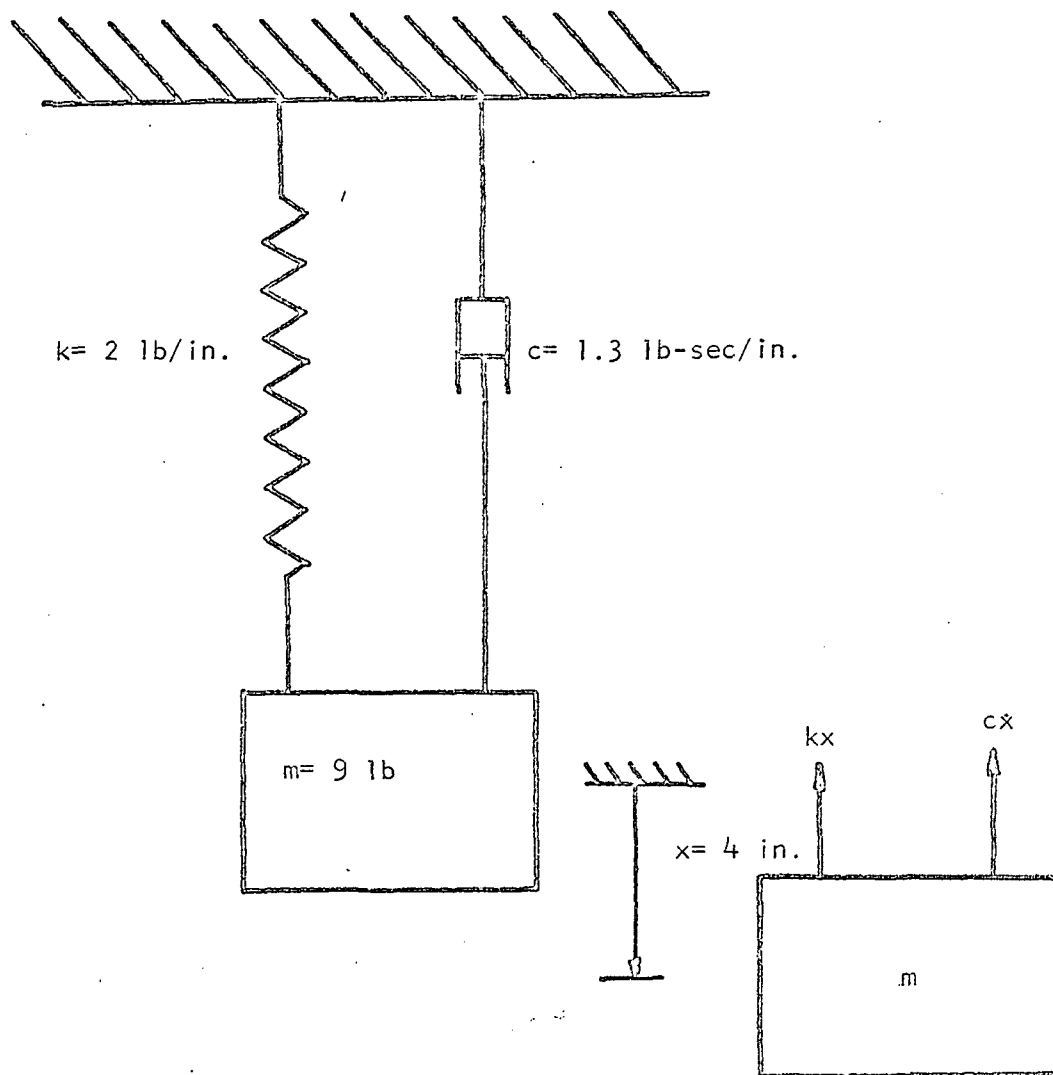 k= 2 lb/in.
c= 1.3 lb-sec/in.
m= 9 lb
kx
cẋ
x= 4 in.
m